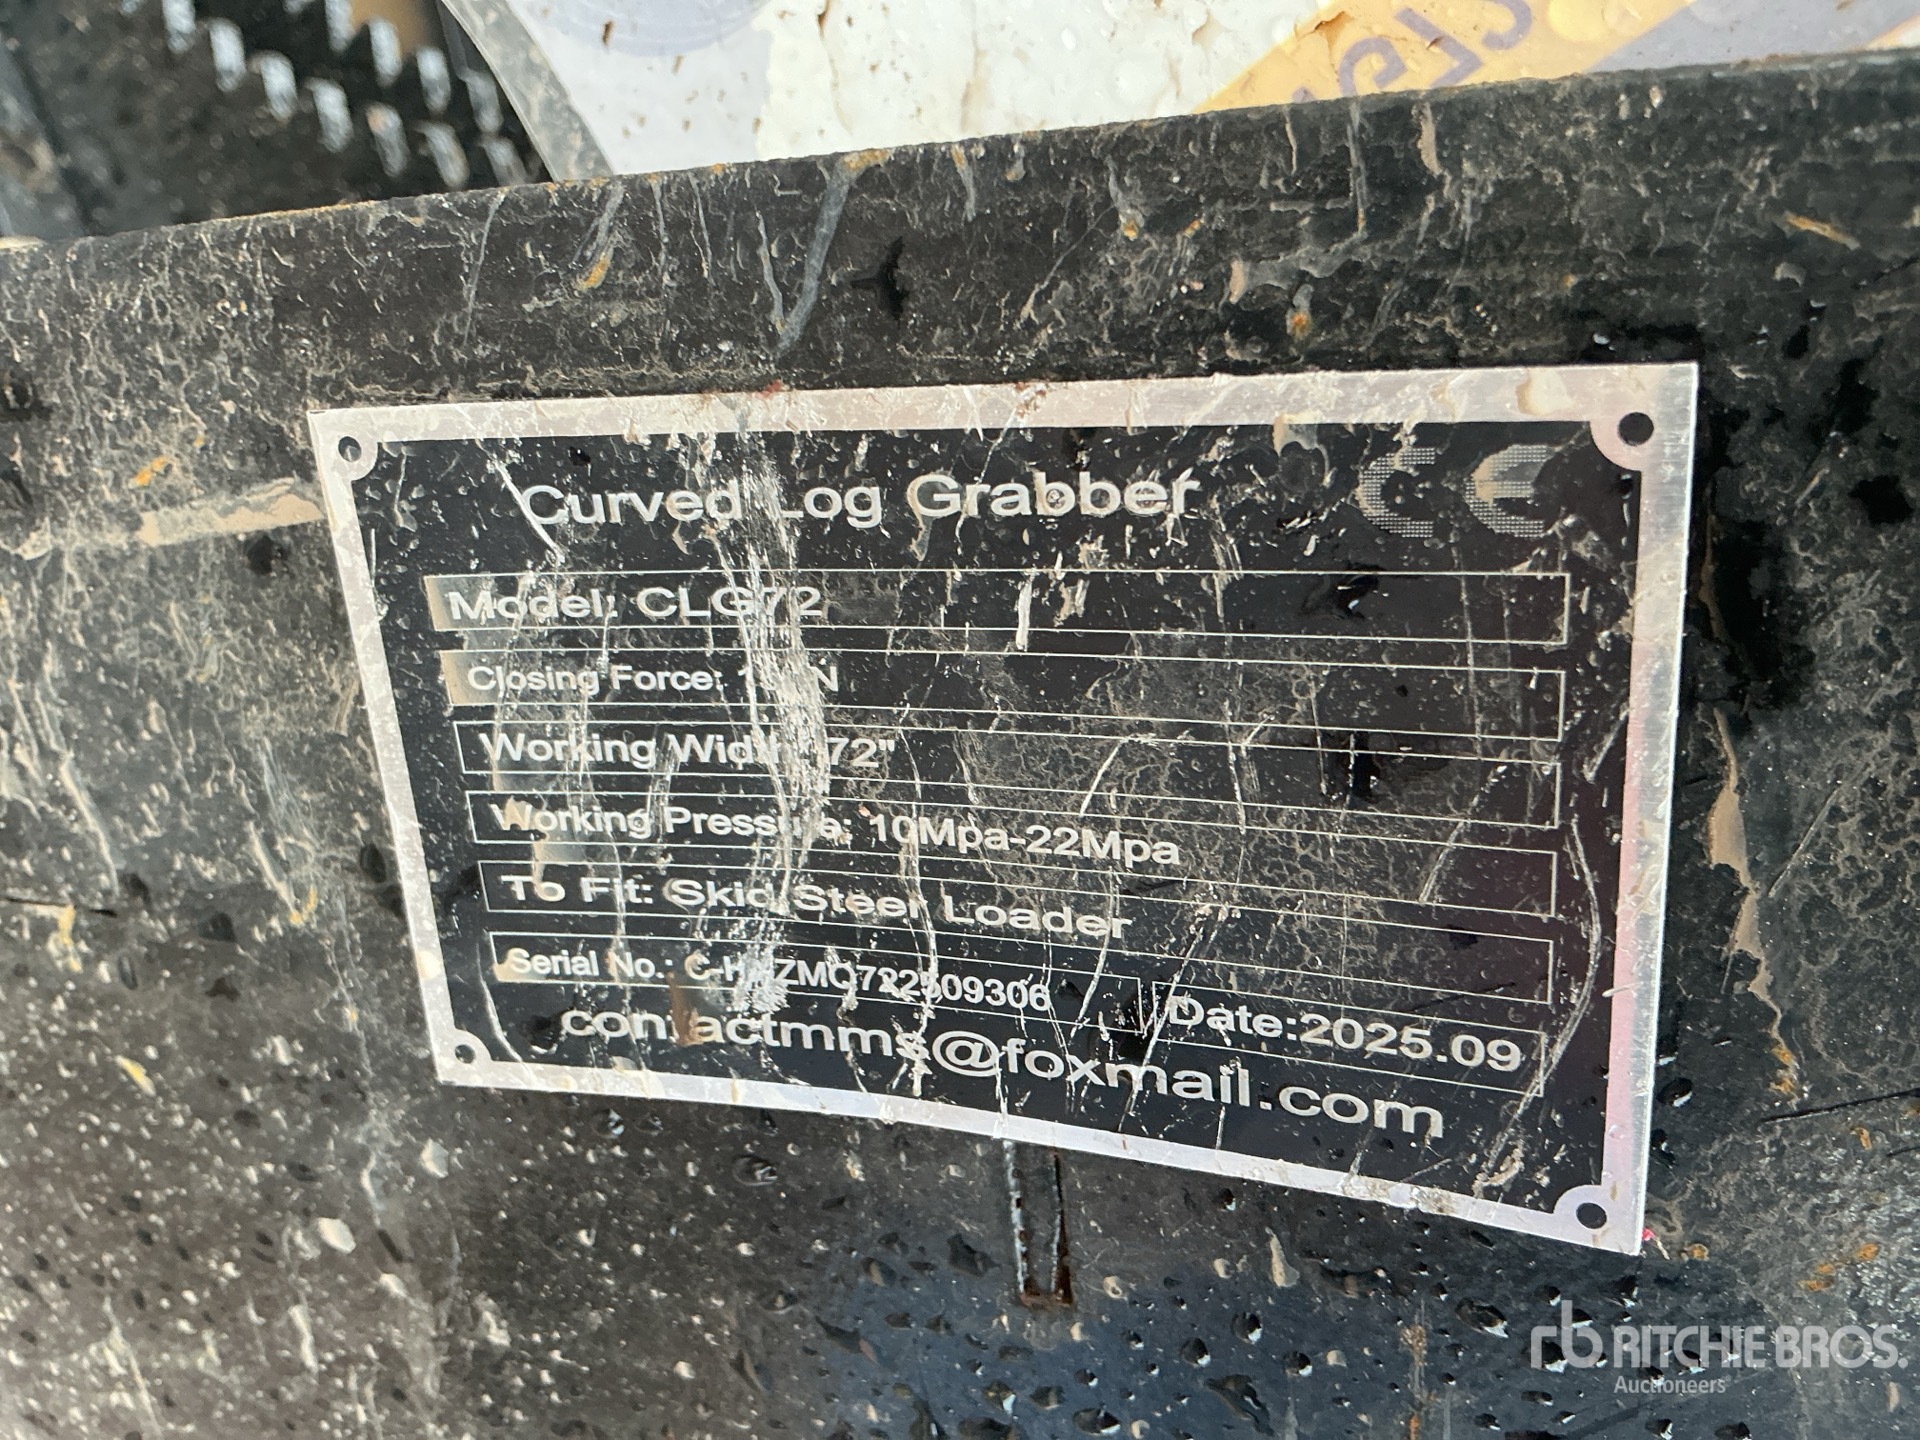 Curved Log Grabber CE
Model: CLG72
Closing Force:
Working Width: 72"
Working Pressure: 10Mpa-22Mpa
To Fit: Skid Steer Loader
Serial No.:
Date:2025.09
contactmms@foxmail.com
rb RITCHIE BROS.
Auctioneers